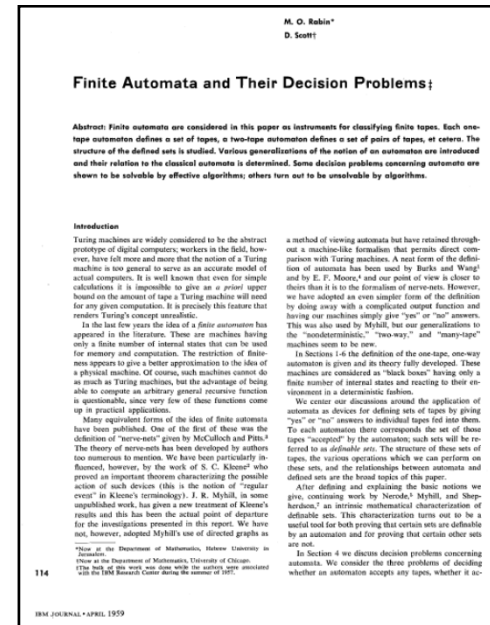 M. O. Rabin*
D. Scott†
Finite Automata and Their Decision Problems‡
Abstract: Finite automata are considered in this paper as instruments for classifying finite tapes. Each one-
tape automaton defines a set of tapes, a two-tape automaton defines a set of pairs of tapes, et cetera. The
structure of the defined sets is studied. Various generalizations of the notion of an automaton are introduced
and their relation to the classical automata is determined. Some decision problems concerning automata are
shown to be solvable by effective algorithms; others turn out to be unsolvable by algorithms.
Introduction
Turing machines are widely considered to be the abstract
prototype of digital computers; workers in the field, how-
ever, have felt more and more that the notion of a Turing
machine is too general to serve as an accurate model of
actual computers. It is well known that even for simple
calculations it is impossible to give an a priori upper
bound on the amount of tape a Turing machine will need
for any given computation. It is precisely this feature that
renders Turing's concept unrealistic.
In the last few years the idea of a finite automaton has
appeared in the literature. These are machines having
only a finite number of internal states that can be used
for memory and computation. The restriction of finite-
ness appears to give a better approximation to the idea of
a physical machine. Of course, such machines cannot do
as much as Turing machines, but the advantage of being
able to compute an arbitrary general recursive function
is questionable, since very few of these functions come
up in practical applications.
Many equivalent forms of the idea of finite automata
have been published. One of the first of these was the
definition of "nerve-nets" given by McCulloch and Pitts.³
The theory of nerve-nets has been developed by authors
too numerous to mention. We have been particularly in-
fluenced, however, by the work of S. C. Kleene² who
proved an important theorem characterizing the possible
action of such devices (this is the notion of "regular
event" in Kleene's terminology). J. R. Myhill, in some
unpublished work, has given a new treatment of Kleene's
results and this has been the actual point of departure
for the investigations presented in this report. We have
not, however, adopted Myhill's use of directed graphs as
*Now at the Department of Mathematics, Hebrew University in
Jerusalem.
†Now at the Department of Mathematics, University of Chicago.
‡The bulk of this work was done while the authors were associated
with the IBM Research Center during the summer of 1957.
114
IBM JOURNAL • APRIL 1959
a method of viewing automata but have retained through-
out a machine-like formalism that permits direct com-
parison with Turing machines. A neat form of the defini-
tion of automata has been used by Burks and Wang¹
and by E. F. Moore,⁴ and our point of view is closer to
theirs than it is to the formalism of nerve-nets. However,
we have adopted an even simpler form of the definition
by doing away with a complicated output function and
having our machines simply give "yes" or "no" answers.
This was also used by Myhill, but our generalizations to
the "nondeterministic," "two-way," and "many-tape"
machines seem to be new.
In Sections 1-6 the definition of the one-tape, one-way
automaton is given and its theory fully developed. These
machines are considered as "black boxes" having only a
finite number of internal states and reacting to their en-
vironment in a deterministic fashion.
We center our discussions around the application of
automata as devices for defining sets of tapes by giving
"yes" or "no" answers to individual tapes fed into them.
To each automaton there corresponds the set of those
tapes "accepted" by the automaton; such sets will be re-
ferred to as definable sets. The structure of these sets of
tapes, the various operations which we can perform on
these sets, and the relationships between automata and
defined sets are the broad topics of this paper.
After defining and explaining the basic notions we
give, continuing work by Nerode,⁵ Myhill, and Shep-
herdson,⁷ an intrinsic mathematical characterization of
definable sets. This characterization turns out to be a
useful tool for both proving that certain sets are definable
by an automaton and for proving that certain other sets
are not.
In Section 4 we discuss decision problems concerning
automata. We consider the three problems of deciding
whether an automaton accepts any tapes, whether it ac-